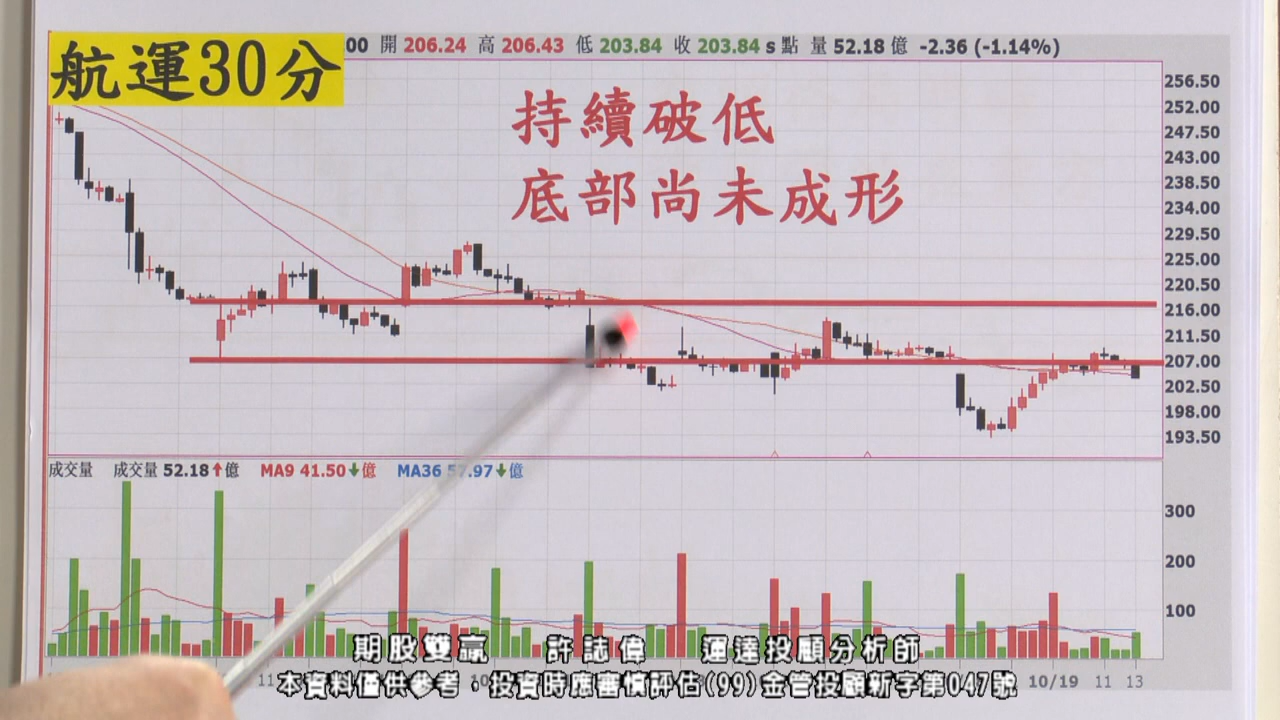 航運30分
00 開 206.24 高 206.43 低 203.84 收 203.84 s 點 量 52.18 億 -2.36 (-1.14%)
持續破低
底部尚未成形
256.50
252.00
247.50
243.00
238.50
234.00
229.50
225.00
220.50
216.00
211.50
207.00
202.50
198.00
193.50
成交量 成交量 52.18↑億 MA9 41.50↓億 MA36 57.97↓億
300
200
100
期股雙贏 許誌偉 運達投顧分析師
11 10/19 11 13
本資料僅供參考，投資時應審慎評估(99)金管投顧新字第047號